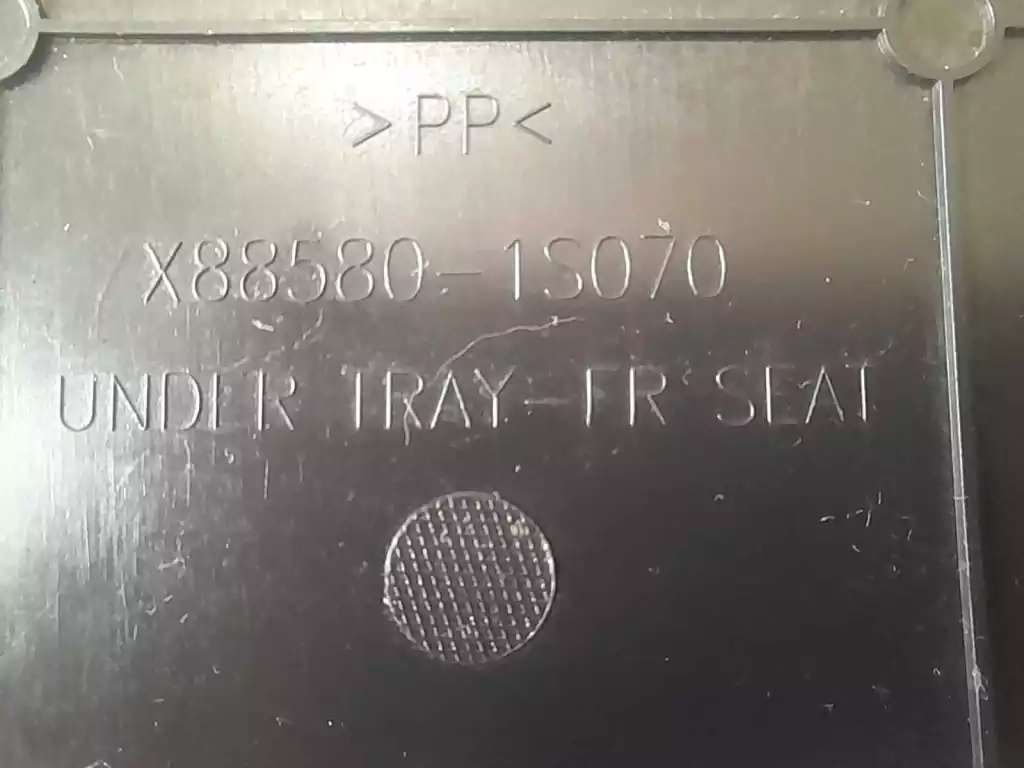 >PP<
X88580-1S070
UNDER TRAY-FR SEAT